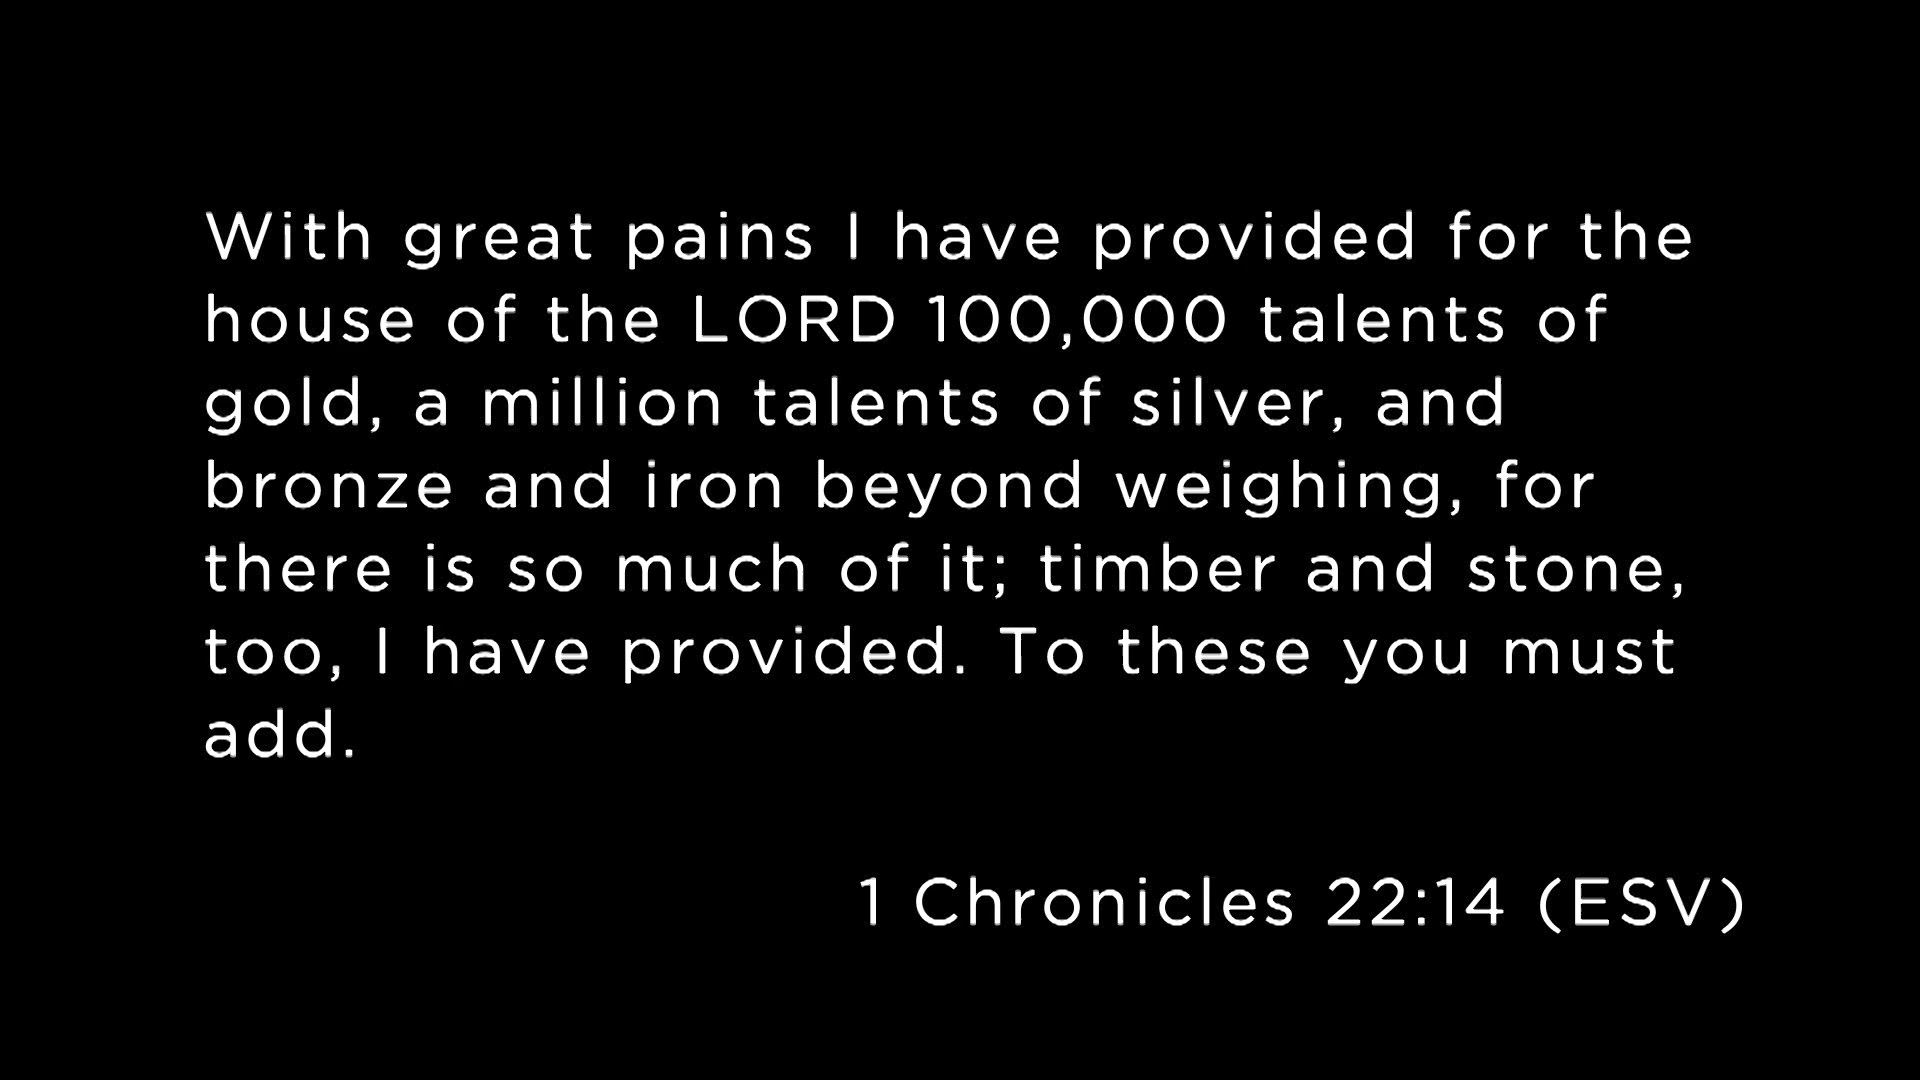 With great pains I have provided for the
house of the LORD 100,000 talents of
gold, a million talents of silver, and
bronze and iron beyond weighing, for
there is so much of it; timber and stone,
too, I have provided. To these you must
add.
1 Chronicles 22:14 (ESV)